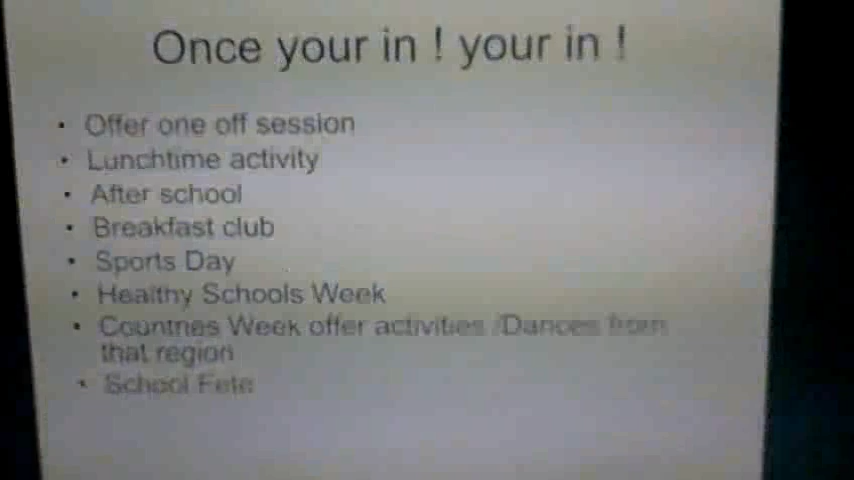 Once your in ! your in !
• Offer one off session
• Lunchtime activity
• After school
• Breakfast club
• Sports Day
• Healthy Schools Week
• Countries Week offer activities /Dances from
that region
• School Fete